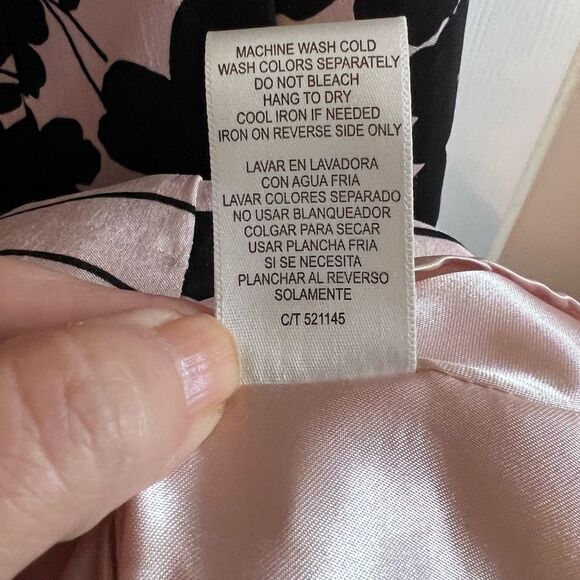 MACHINE WASH COLD
WASH COLORS SEPARATELY
DO NOT BLEACH
HANG TO DRY
COOL IRON IF NEEDED
IRON ON REVERSE SIDE ONLY
LAVAR EN LAVADORA
CON AGUA FRIA
LAVAR COLORES SEPARADO
NO USAR BLANQUEADOR
COLGAR PARA SECAR
USAR PLANCHA FRIA
SI SE NECESITA
PLANCHAR AL REVERSO
SOLAMENTE
C/T 521145